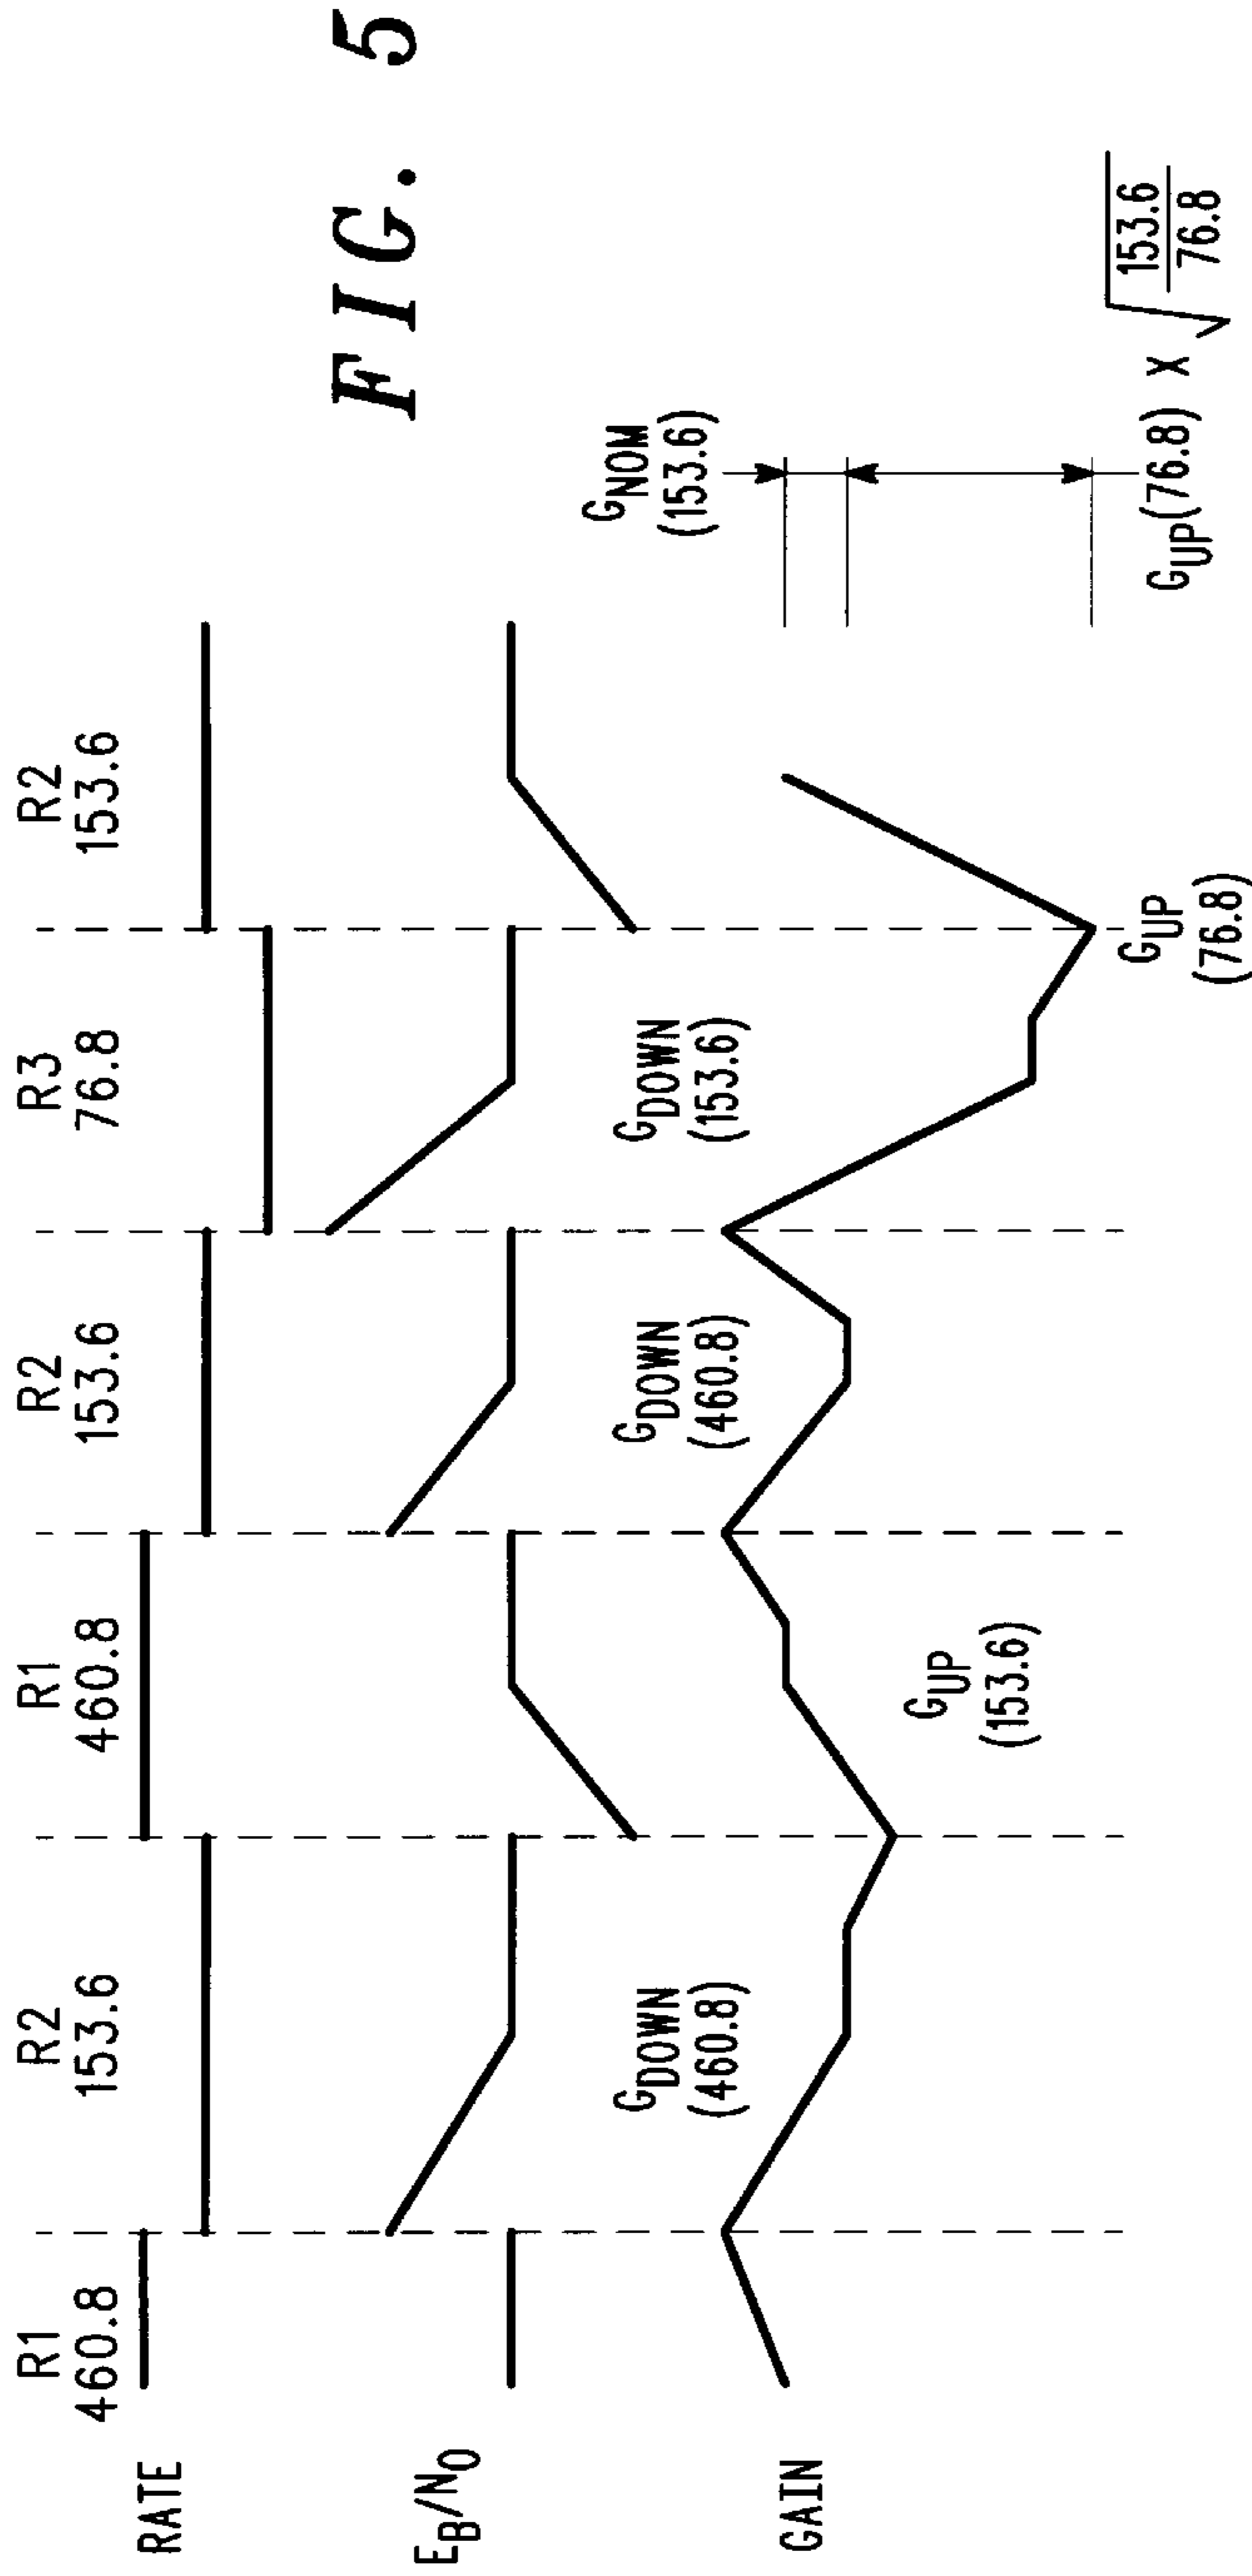 FIG. 5
R1
460.8
R2
153.6
R1
460.8
R2
153.6
R3
76.8
R2
153.6
RATE
E_B/N_0
GAIN
G_DOWN
(460.8)
G_UP
(153.6)
G_DOWN
(460.8)
G_DOWN
(153.6)
G_UP
(76.8)
G_NOM
(153.6)
G_UP(76.8) X √(153.6/76.8)